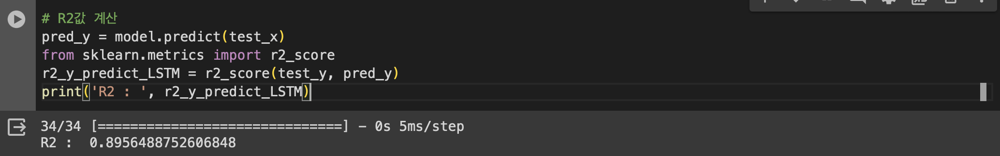 # R2값 계산
pred_y = model.predict(test_x)
from sklearn.metrics import r2_score
r2_y_predict_LSTM = r2_score(test_y, pred_y)
print('R2 : ', r2_y_predict_LSTM)
34/34 [==============================] - 0s 5ms/step
R2 :  0.8956488752606848